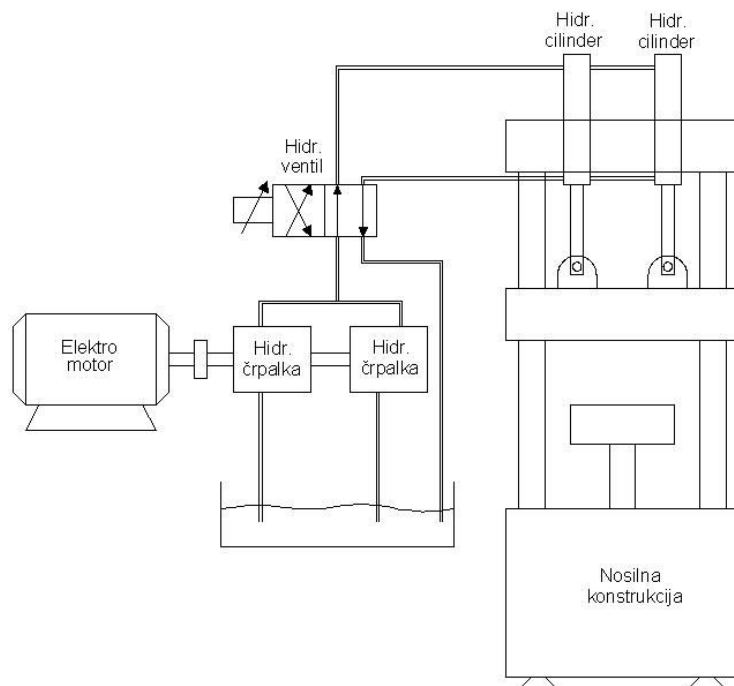 Hidr.
cilinder
Hidr.
cilinder
Hidr.
ventil
Elektro
motor
Hidr.
črpalka
Hidr.
črpalka
Nosilna
konstrukcija